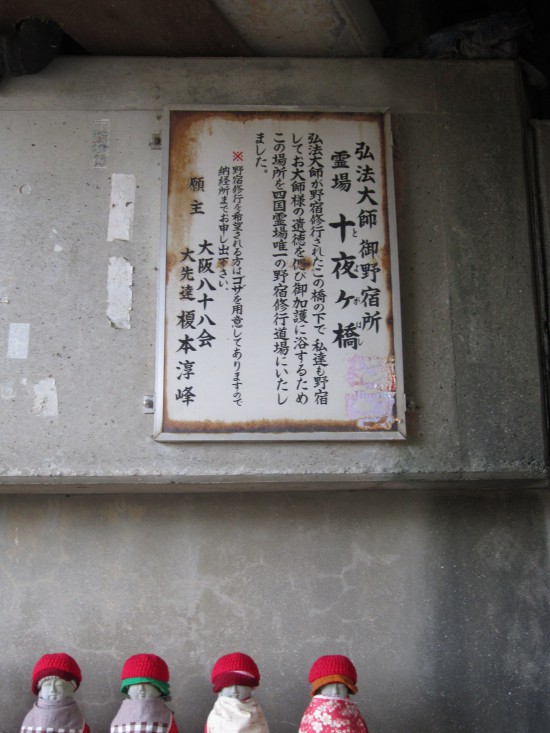 弘法大師 御野宿所
霊場 十夜ヶ橋
とよがはし
弘法大師が野宿修行されたこの橋の下で私達も野宿
してお大師様の遺徳を偲び御加護に浴するため
この場所を四国霊場唯一の野宿修行道場にいたし
ました。
※野宿修行を希望される方はゴザを用意してありますので
納経所までお申し出下さい。
願主 大阪八十八会
大先達 榎本淳峰